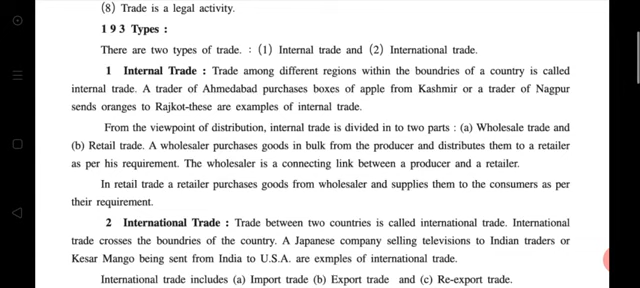 (8) Trade is a legal activity.
1 9 3 Types :
There are two types of trade. : (1) Internal trade and (2) International trade.
1 Internal Trade : Trade among different regions within the boundries of a country is called
internal trade. A trader of Ahmedabad purchases boxes of apple from Kashmir or a trader of Nagpur
sends oranges to Rajkot-these are examples of internal trade.
From the viewpoint of distribution, internal trade is divided in to two parts : (a) Wholesale trade and
(b) Retail trade. A wholesaler purchases goods in bulk from the producer and distributes them to a retailer
as per his requirement. The wholesaler is a connecting link between a producer and a retailer.
In retail trade a retailer purchases goods from wholesaler and supplies them to the consumers as per
their requirement.
2 International Trade : Trade between two countries is called international trade. International
trade crosses the boundries of the country. A Japanese company selling televisions to Indian traders or
Kesar Mango being sent from India to U.S.A. are exmples of international trade.
International trade includes (a) Import trade (b) Export trade and (c) Re-export trade.